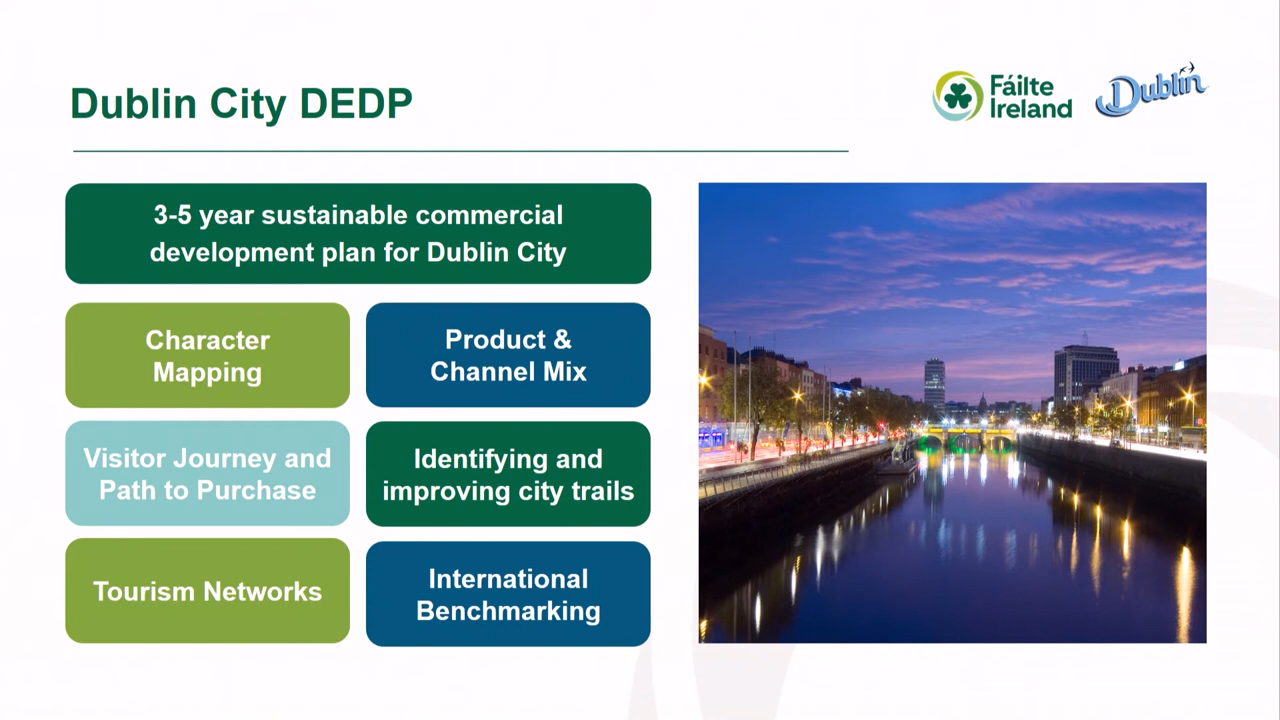 Dublin City DEDP
Fáilte
Ireland
Dublin
3-5 year sustainable commercial
development plan for Dublin City
Character
Mapping
Product &
Channel Mix
Visitor Journey and
Path to Purchase
Identifying and
improving city trails
Tourism Networks
International
Benchmarking